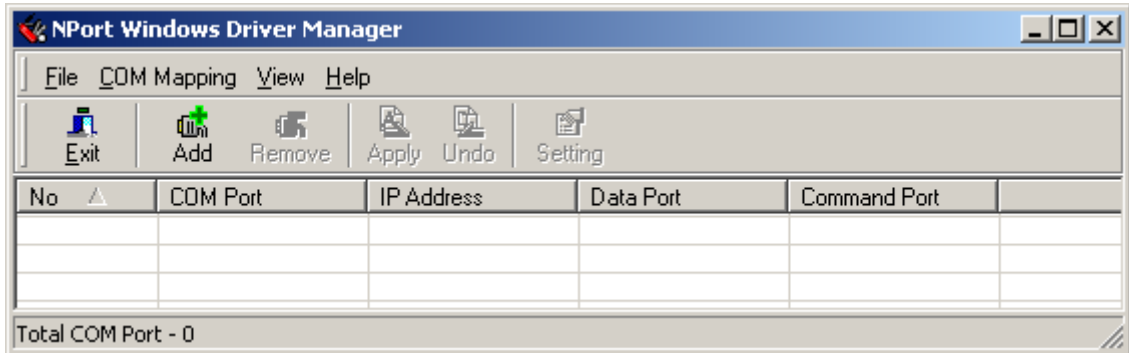 NPort Windows Driver Manager
File COM Mapping View Help
Exit Add Remove Apply Undo Setting
No COM Port IP Address Data Port Command Port
Total COM Port - 0